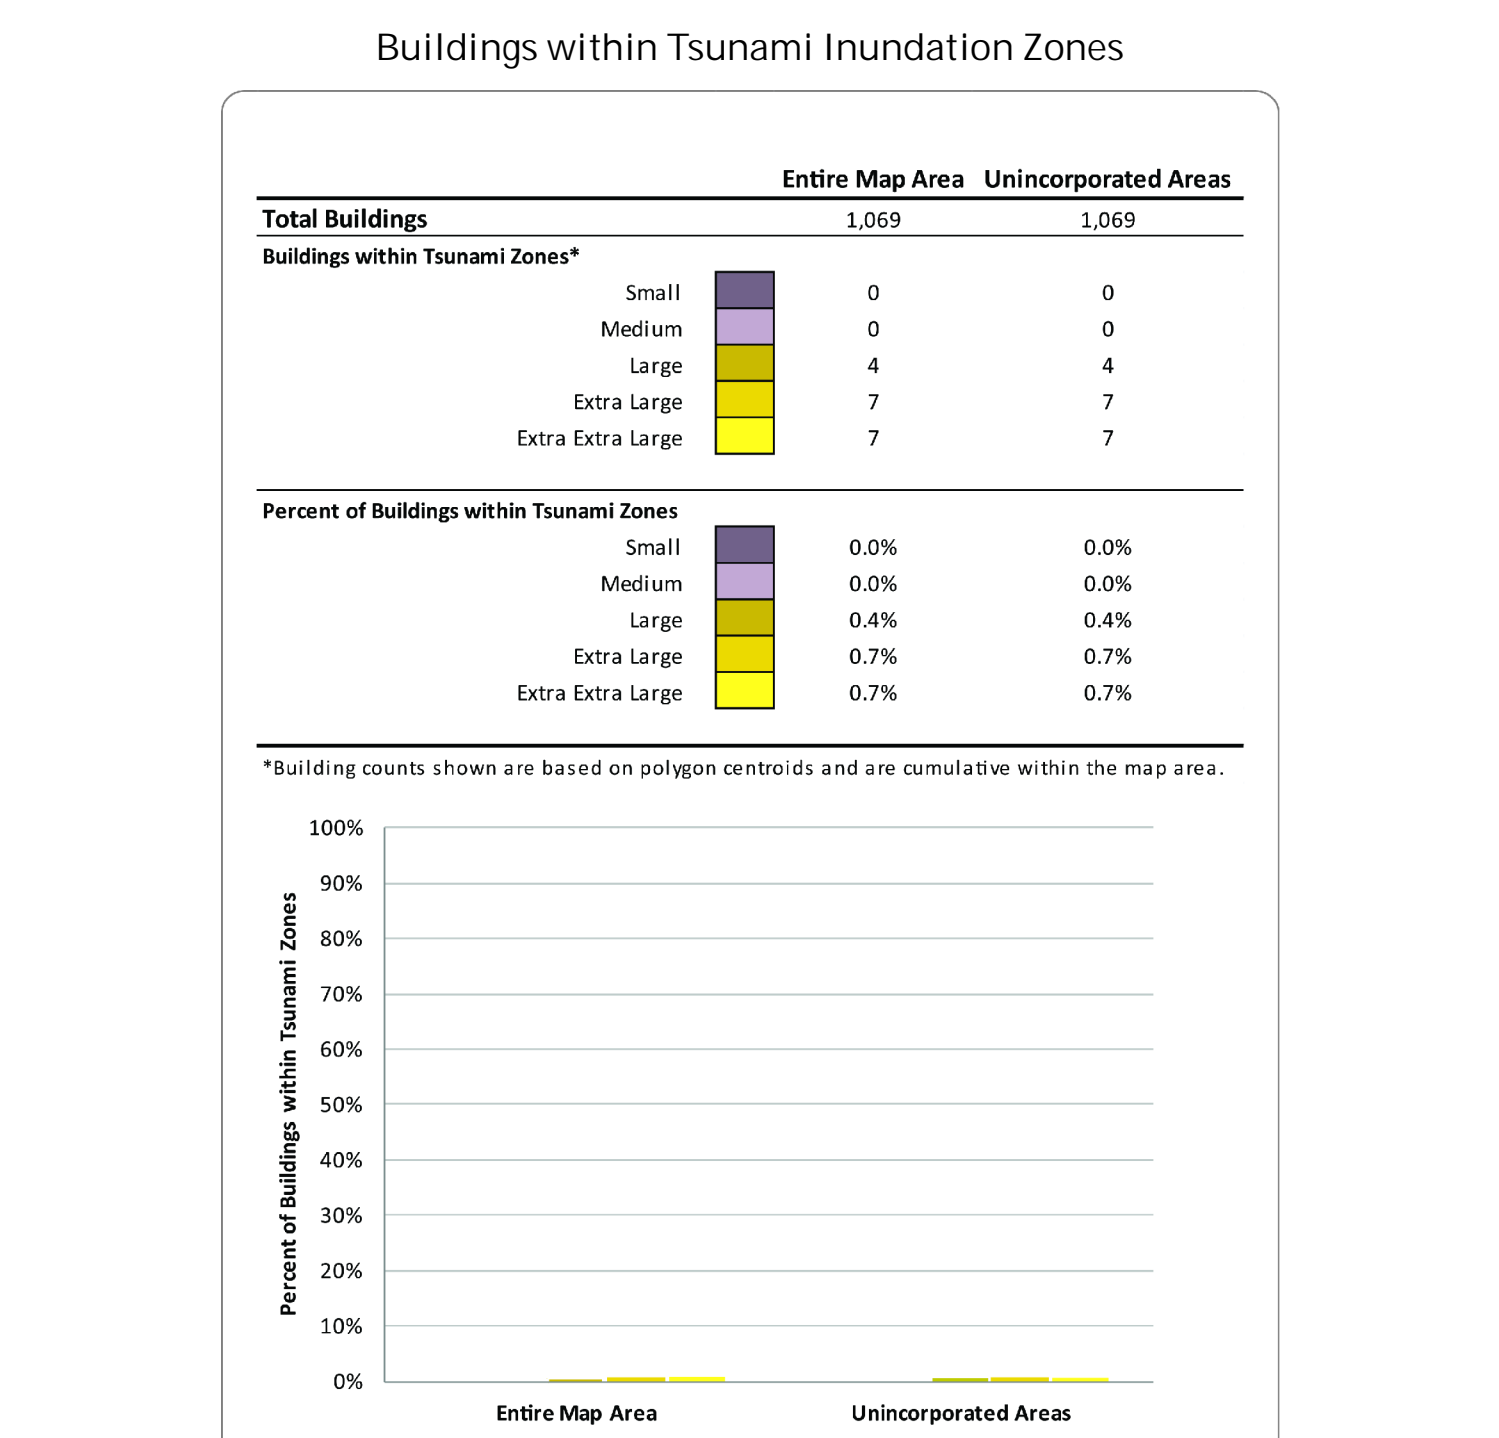 Buildings within Tsunami Inundation Zones
Entire Map Area Unincorporated Areas
Total Buildings 1,069 1,069
Buildings within Tsunami Zones*
Small 0 0
Medium 0 0
Large 4 4
Extra Large 7 7
Extra Extra Large 7 7
Percent of Buildings within Tsunami Zones
Small 0.0% 0.0%
Medium 0.0% 0.0%
Large 0.4% 0.4%
Extra Large 0.7% 0.7%
Extra Extra Large 0.7% 0.7%
*Building counts shown are based on polygon centroids and are cumulative within the map area.
Percent of Buildings within Tsunami Zones
100%
90%
80%
70%
60%
50%
40%
30%
20%
10%
0%
Entire Map Area Unincorporated Areas